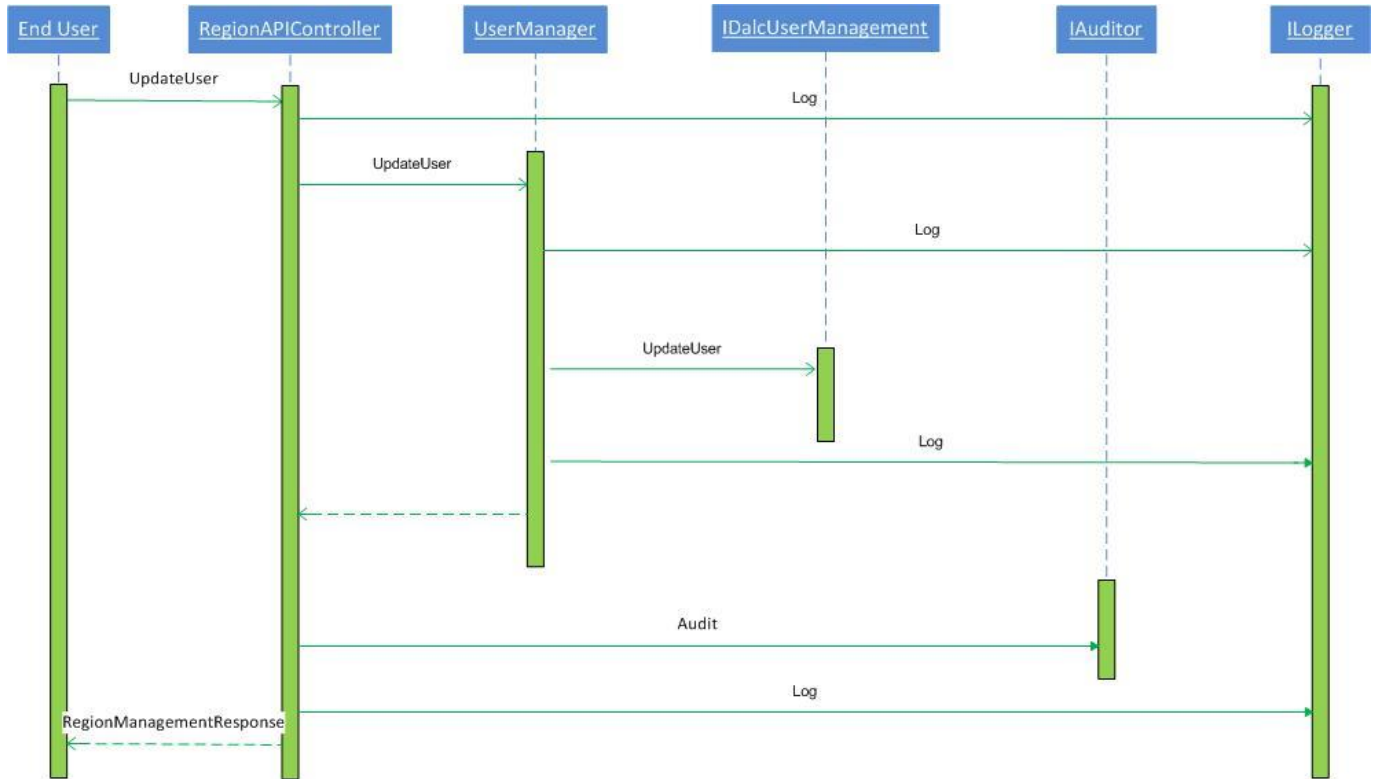 End User
RegionAPIController
UserManager
IDalcUserManagement
IAuditor
ILogger
UpdateUser
Log
UpdateUser
Log
UpdateUser
Log
Audit
Log
RegionManagementResponse